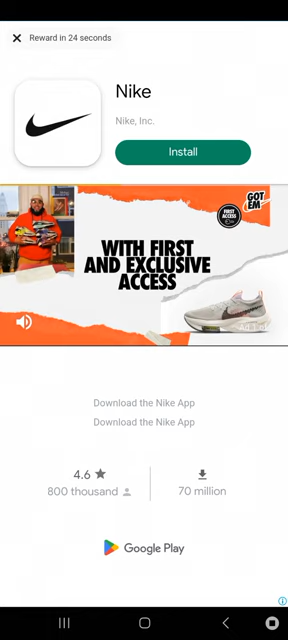 Reward in 24 seconds
Nike
Nike, Inc.
Install
GOT
EM
FIRST
ACCESS
WITH FIRST
AND EXCLUSIVE
ACCESS
Download the Nike App
Download the Nike App
4.6
800 thousand
70 million
Google Play